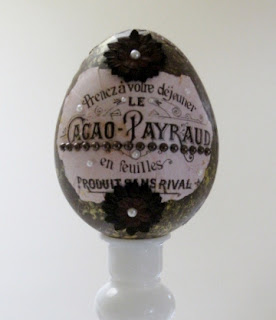 Prenez à votre déjeuner
LE
CACAO-PAYRAUD
en feuilles
PRODUIT SANS RIVAL